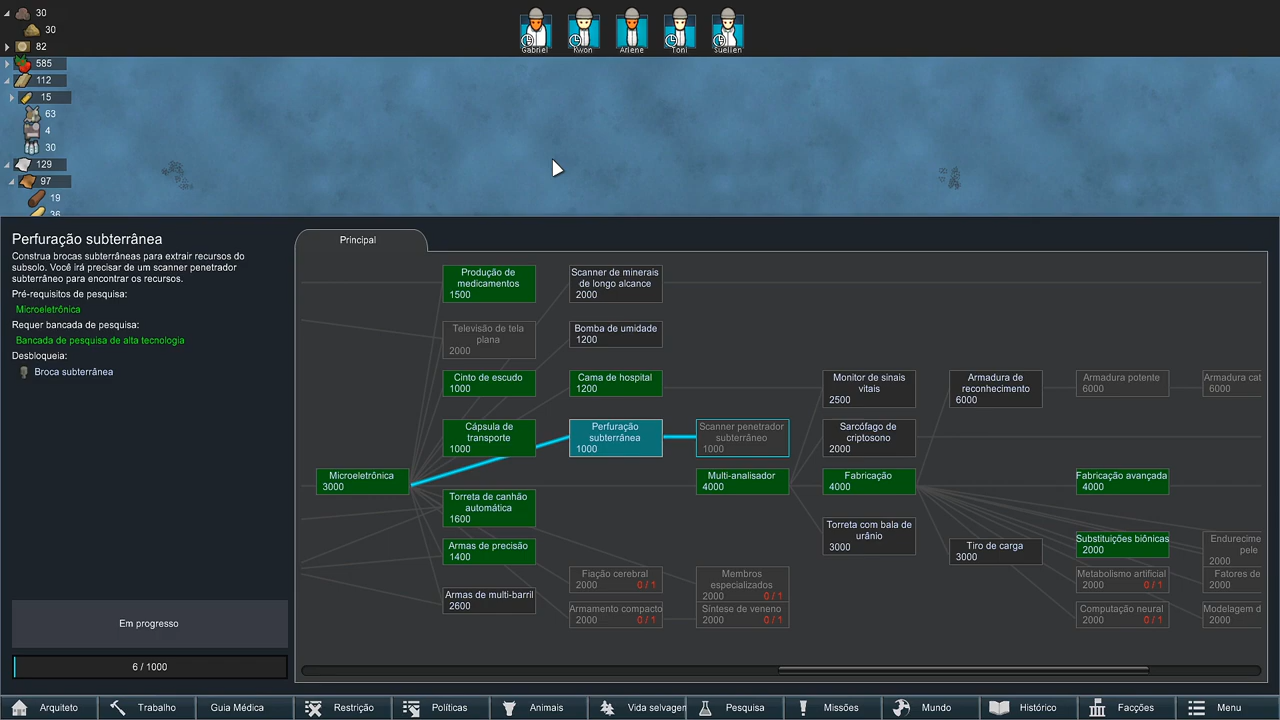 30
30
82
585
112
15
63
4
30
129
97
19
36
Gabriel
Kwon
Arlene
Toni
Suellen
Perfuração subterrânea
Construa brocas subterrâneas para extrair recursos do
subsolo. Você irá precisar de um scanner penetrador
subterrâneo para encontrar os recursos.
Pré-requisitos de pesquisa:
Microeletrônica
Requer bancada de pesquisa:
Bancada de pesquisa de alta tecnologia
Desbloqueia:
Broca subterrânea
Em progresso
6 / 1000
Principal
Produção de
medicamentos
1500
Scanner de minerais
de longo alcance
2000
Televisão de tela
plana
2000
Bomba de umidade
1200
Cinto de escudo
1000
Cama de hospital
1200
Monitor de sinais
vitais
2500
Armadura de
reconhecimento
6000
Armadura potente
6000
Armadura cat
6000
Cápsula de
transporte
1000
Perfuração
subterrânea
1000
Scanner penetrador
subterrâneo
1000
Sarcófago de
criptosono
2000
Microeletrônica
3000
Multi-analisador
4000
Fabricação
4000
Fabricação avançada
4000
Torreta de canhão
automática
1600
Torreta com bala de
urânio
3000
Armas de precisão
1400
Tiro de carga
3000
Substituições biônicas
2000
Endurecime
pele
2000
Fiação cerebral
2000 0 / 1
Membros
especializados
2000 0 / 1
Metabolismo artificial
2000 0 / 1
Fatores de
2000
Armas de multi-barril
2600
Armamento compacto
2000 0 / 1
Síntese de veneno
2000 0 / 1
Computação neural
2000 0 / 1
Modelagem d
2000
Arquiteto
Trabalho
Guia Médica
Restrição
Políticas
Animais
Vida selvagem
Pesquisa
Missões
Mundo
Histórico
Facções
Menu